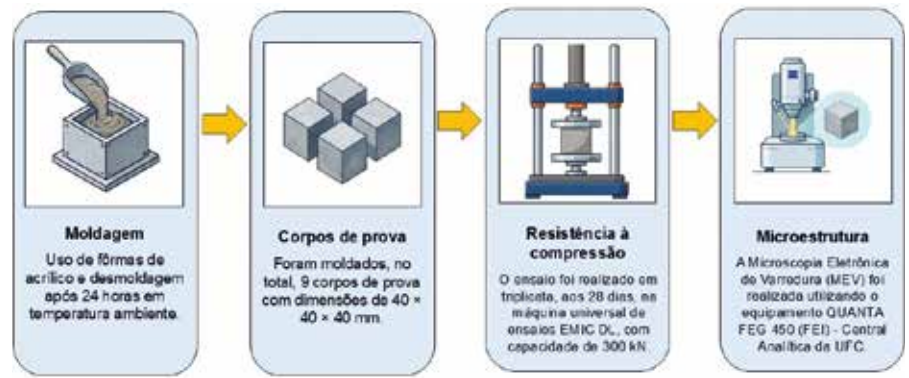 Moldagem
Uso de fôrmas de
acrílico e desmoldagem
após 24 horas em
temperatura ambiente.
Corpos de prova
Foram moldados, no
total, 9 corpos de prova
com dimensões de 40 ×
40 × 40 mm.
Resistência à
compressão
O ensaio foi realizado em
triplicata, aos 28 dias, na
máquina universal de
ensaios EMIC DL, com
capacidade de 300 kN.
Microestrutura
A Microscopia Eletrônica
de Varredura (MEV) foi
realizada utilizando o
equipamento QUANTA
FEG 450 (FEI) - Central
Analítica da UFC.